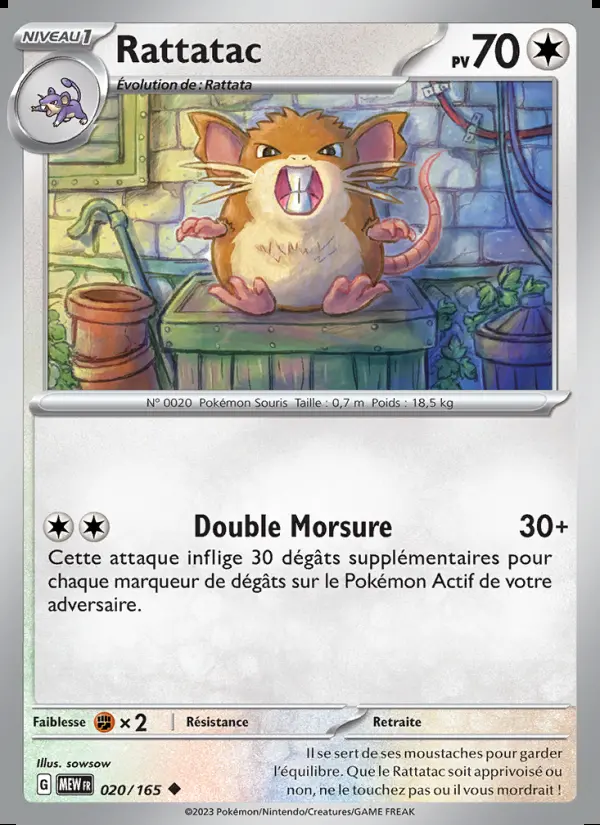 NIVEAU 1
Rattatac
PV 70
Évolution de : Rattata
N° 0020 Pokémon Souris Taille : 0,7 m Poids : 18,5 kg
Double Morsure 30+
Cette attaque inflige 30 dégâts supplémentaires pour
chaque marqueur de dégâts sur le Pokémon Actif de votre
adversaire.
Faiblesse ×2 Résistance Retraite
Illus. sowsow
Il se sert de ses moustaches pour garder
l'équilibre. Que le Rattatac soit apprivoisé ou
non, ne le touchez pas ou il vous mordrait !
G MEW FR 020/165
©2023 Pokémon/Nintendo/Creatures/GAME FREAK